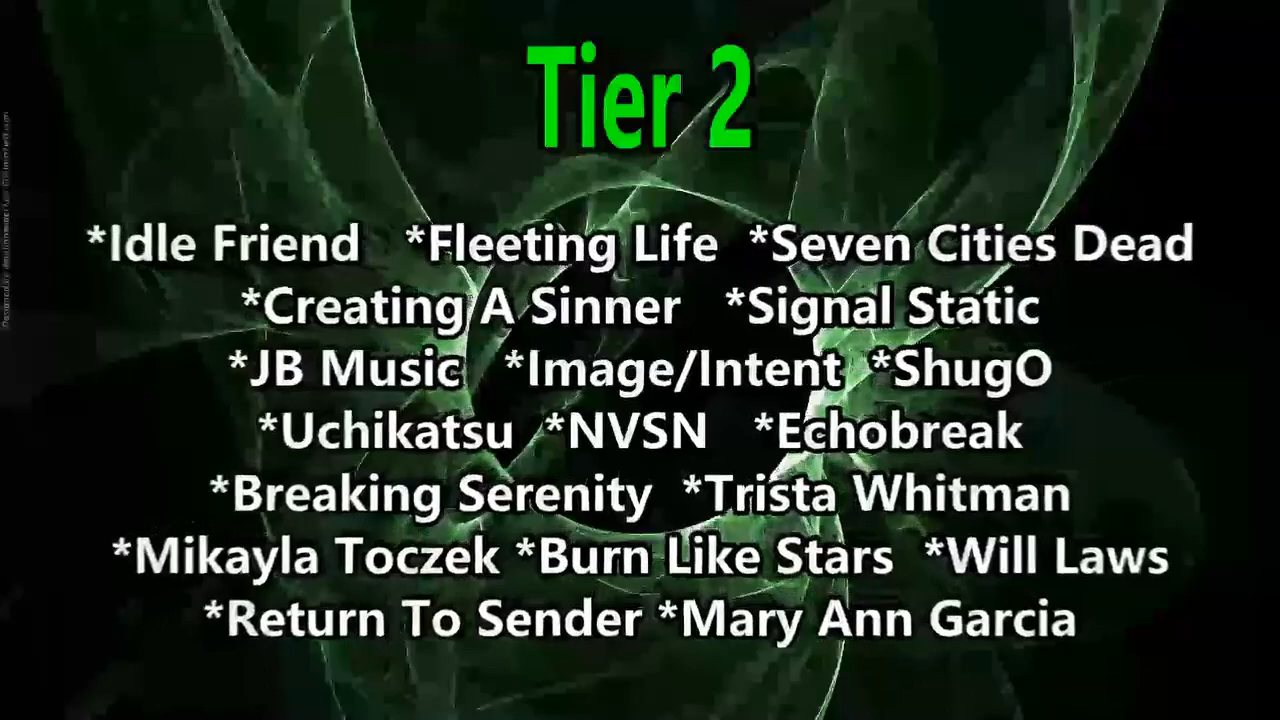 Tier 2
*Idle Friend *Fleeting Life *Seven Cities Dead
*Creating A Sinner *Signal Static
*JB Music *Image/Intent *ShugO
*Uchikatsu *NVSN *Echobreak
*Breaking Serenity *Trista Whitman
*Mikayla Toczek *Burn Like Stars *Will Laws
*Return To Sender *Mary Ann Garcia